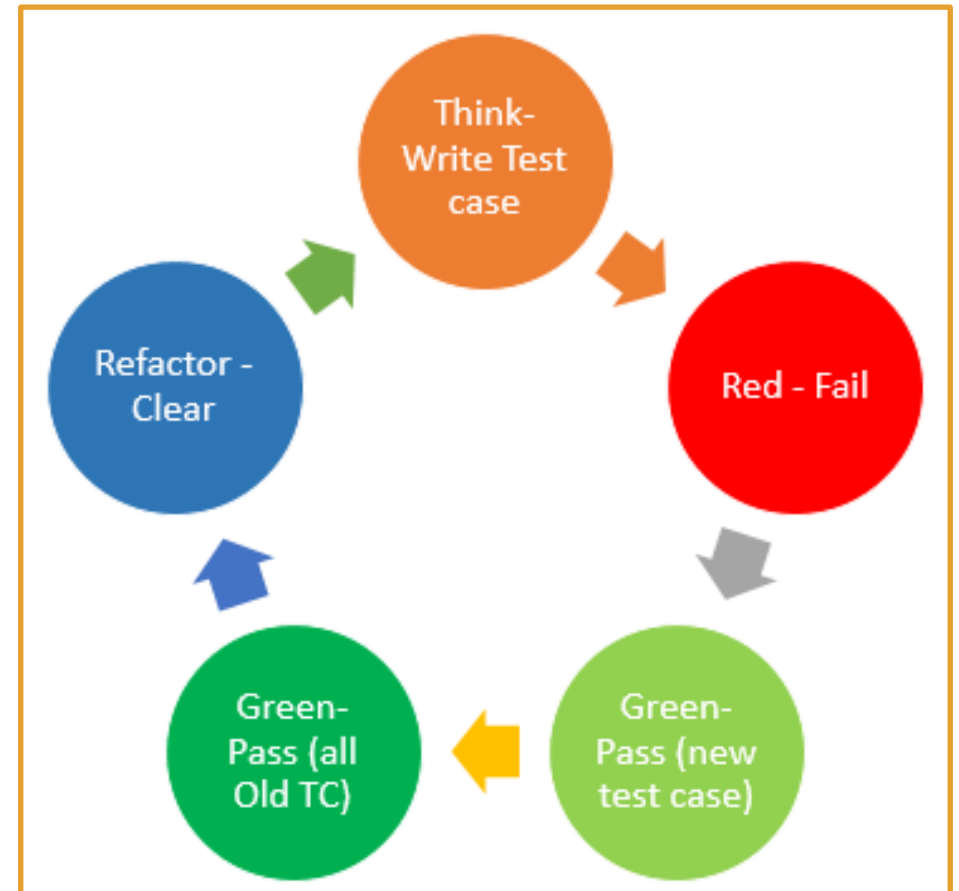 Think-
Write Test
case
Red - Fail
Green-
Pass (new
test case)
Green-
Pass (all
Old TC)
Refactor -
Clear